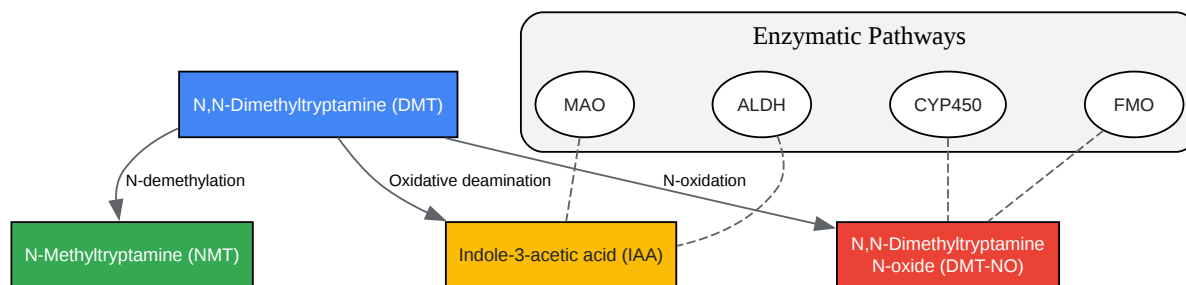 Enzymatic Pathways
MAO
ALDH
CYP450
FMO
N,N-Dimethyltryptamine (DMT)
N-demethylation
Oxidative deamination
N-oxidation
N-Methyltryptamine (NMT)
Indole-3-acetic acid (IAA)
N,N-Dimethyltryptamine
N-oxide (DMT-NO)